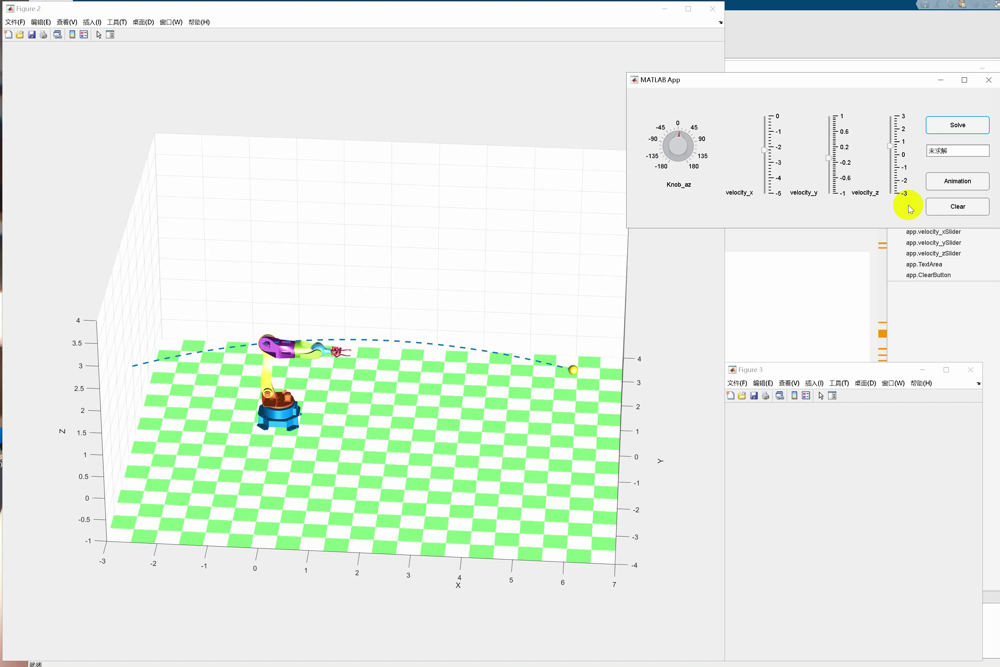 Figure 2
文件(F) 编辑(E) 查看(V) 插入(I) 工具(T) 桌面(D) 窗口(W) 帮助(H)
MATLAB App
0
-45 45
-90 90
-135 135
-180 180
Knob_az
velocity_x
0
-1
-2
-3
-4
-5
velocity_y
1
0.6
0.2
-0.2
-0.6
-1
velocity_z
3
2
1
0
-1
-2
-3
Solve
未求解
Animation
Clear
app.velocity_xSlider
app.velocity_ySlider
app.velocity_zSlider
app.TextArea
app.ClearButton
4
3.5
3
2.5
2
1.5
1
0.5
0
-0.5
-1
Z
-3 -2 -1 0 1 2 3 4 5 6 7
X
4
3
2
1
0
-1
-2
-3
-4
Y
Figure 3
文件(F) 编辑(E) 查看(V) 插入(I) 工具(T) 桌面(D) 窗口(W) 帮助(H)
就绪